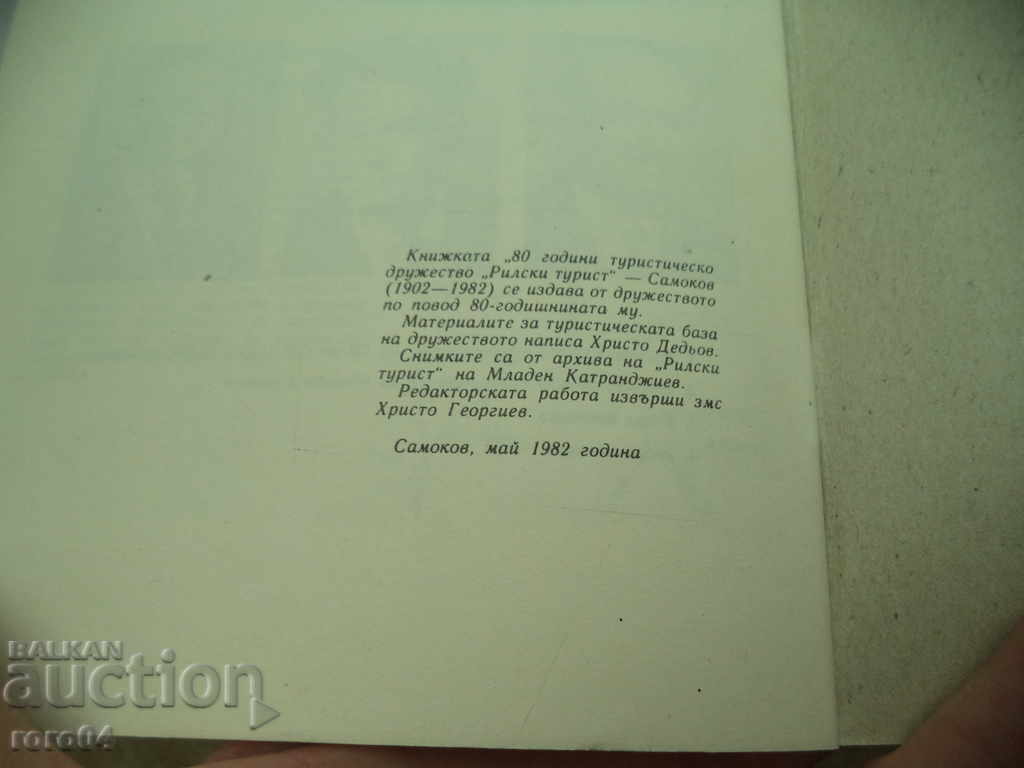 Книжката „80 години туристическо
дружество „Рилски турист" — Самоков
(1902—1982) се издава от дружеството
по повод 80-годишнината му.
Материалите за туристическата база
на дружеството написа Христо Дедьов.
Снимките са от архива на „Рилски
турист" на Младен Катранджиев.
Редакторската работа извърши змс
Христо Георгиев.
Самоков, май 1982 година
BALKAN
auction
roro04